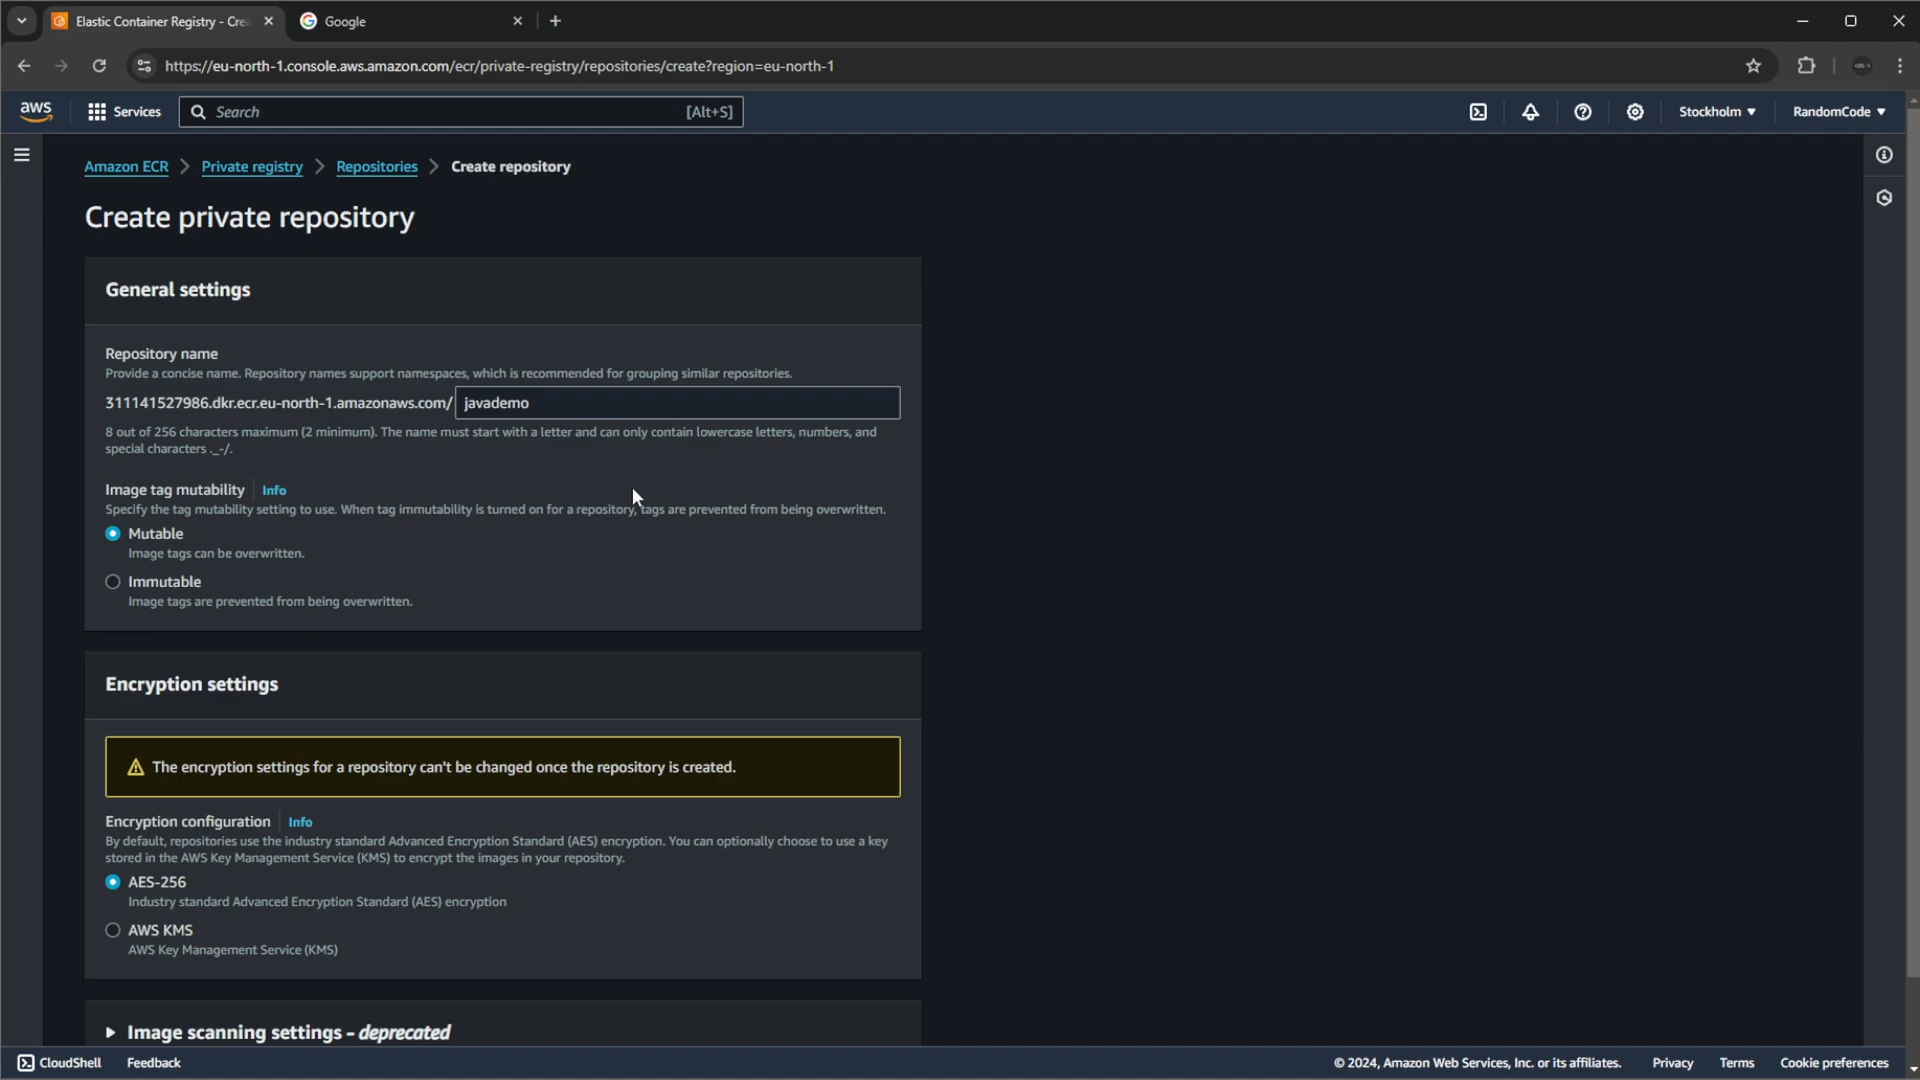 Elastic Container Registry - Crea
Google
https://eu-north-1.console.aws.amazon.com/ecr/private-registry/repositories/create?region=eu-north-1
aws
Services
Search
[Alt+S]
Stockholm
RandomCode
Amazon ECR
Private registry
Repositories
Create repository
Create private repository
General settings
Repository name
Provide a concise name. Repository names support namespaces, which is recommended for grouping similar repositories.
311141527986.dkr.ecr.eu-north-1.amazonaws.com/ javademo
8 out of 256 characters maximum (2 minimum). The name must start with a letter and can only contain lowercase letters, numbers, and
special characters ._-/.
Image tag mutability Info
Specify the tag mutability setting to use. When tag immutability is turned on for a repository, tags are prevented from being overwritten.
Mutable
Image tags can be overwritten.
Immutable
Image tags are prevented from being overwritten.
Encryption settings
The encryption settings for a repository can't be changed once the repository is created.
Encryption configuration Info
By default, repositories use the industry standard Advanced Encryption Standard (AES) encryption. You can optionally choose to use a key
stored in the AWS Key Management Service (KMS) to encrypt the images in your repository.
AES-256
Industry standard Advanced Encryption Standard (AES) encryption
AWS KMS
AWS Key Management Service (KMS)
Image scanning settings - deprecated
CloudShell
Feedback
© 2024, Amazon Web Services, Inc. or its affiliates.
Privacy
Terms
Cookie preferences